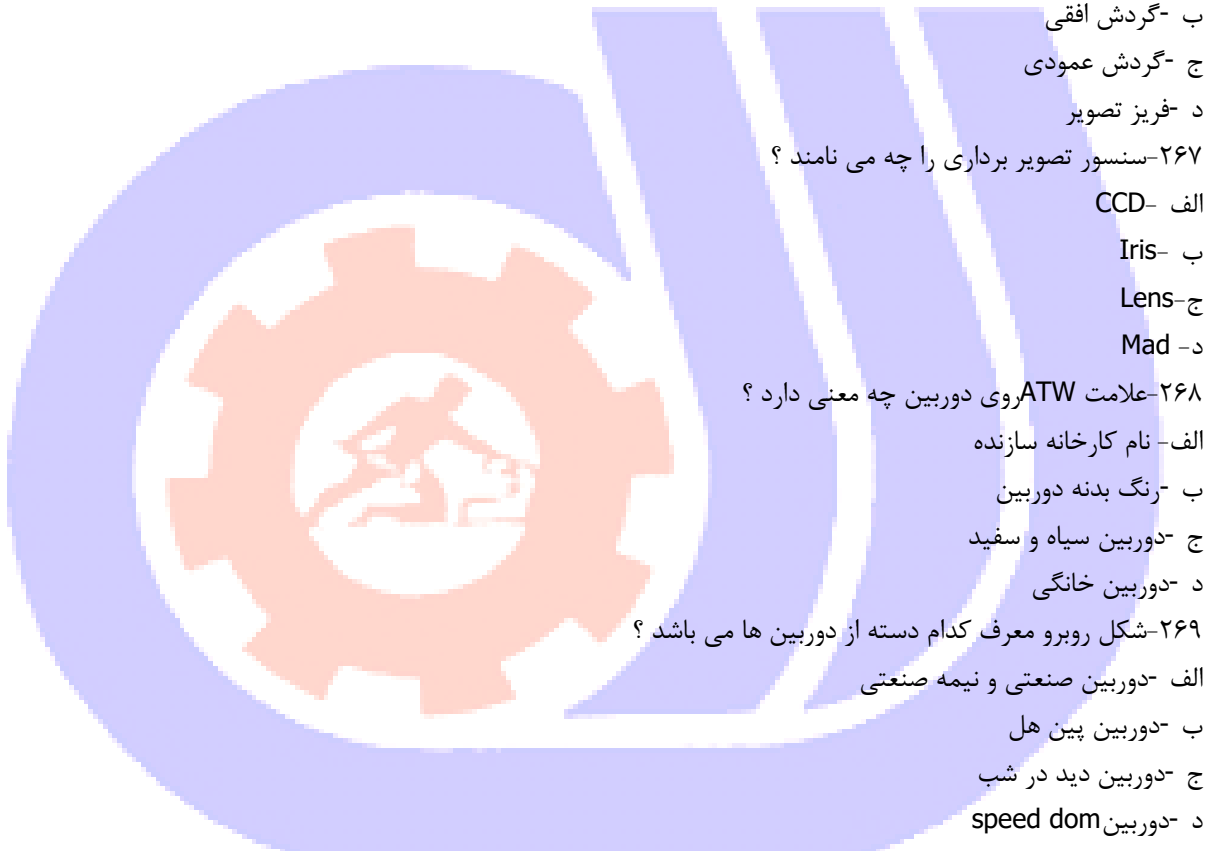 ب -گردش افقی
ج -گردش عمودی
د -فریز تصویر
۲۶۷-سنسور تصویر برداری را چه می نامند ؟
الف -CCD
ب -Iris
ج-Lens
د- Mad
۲۶۸-علامت ATWروی دوربین چه معنی دارد ؟
الف- نام کارخانه سازنده
ب -رنگ بدنه دوربین
ج -دوربین سیاه و سفید
د -دوربین خانگی
۲۶۹-شکل روبرو معرف کدام دسته از دوربین ها می باشد ؟
الف -دوربین صنعتی و نیمه صنعتی
ب -دوربین پین هل
ج -دوربین دید در شب
د -دوربینspeed dom